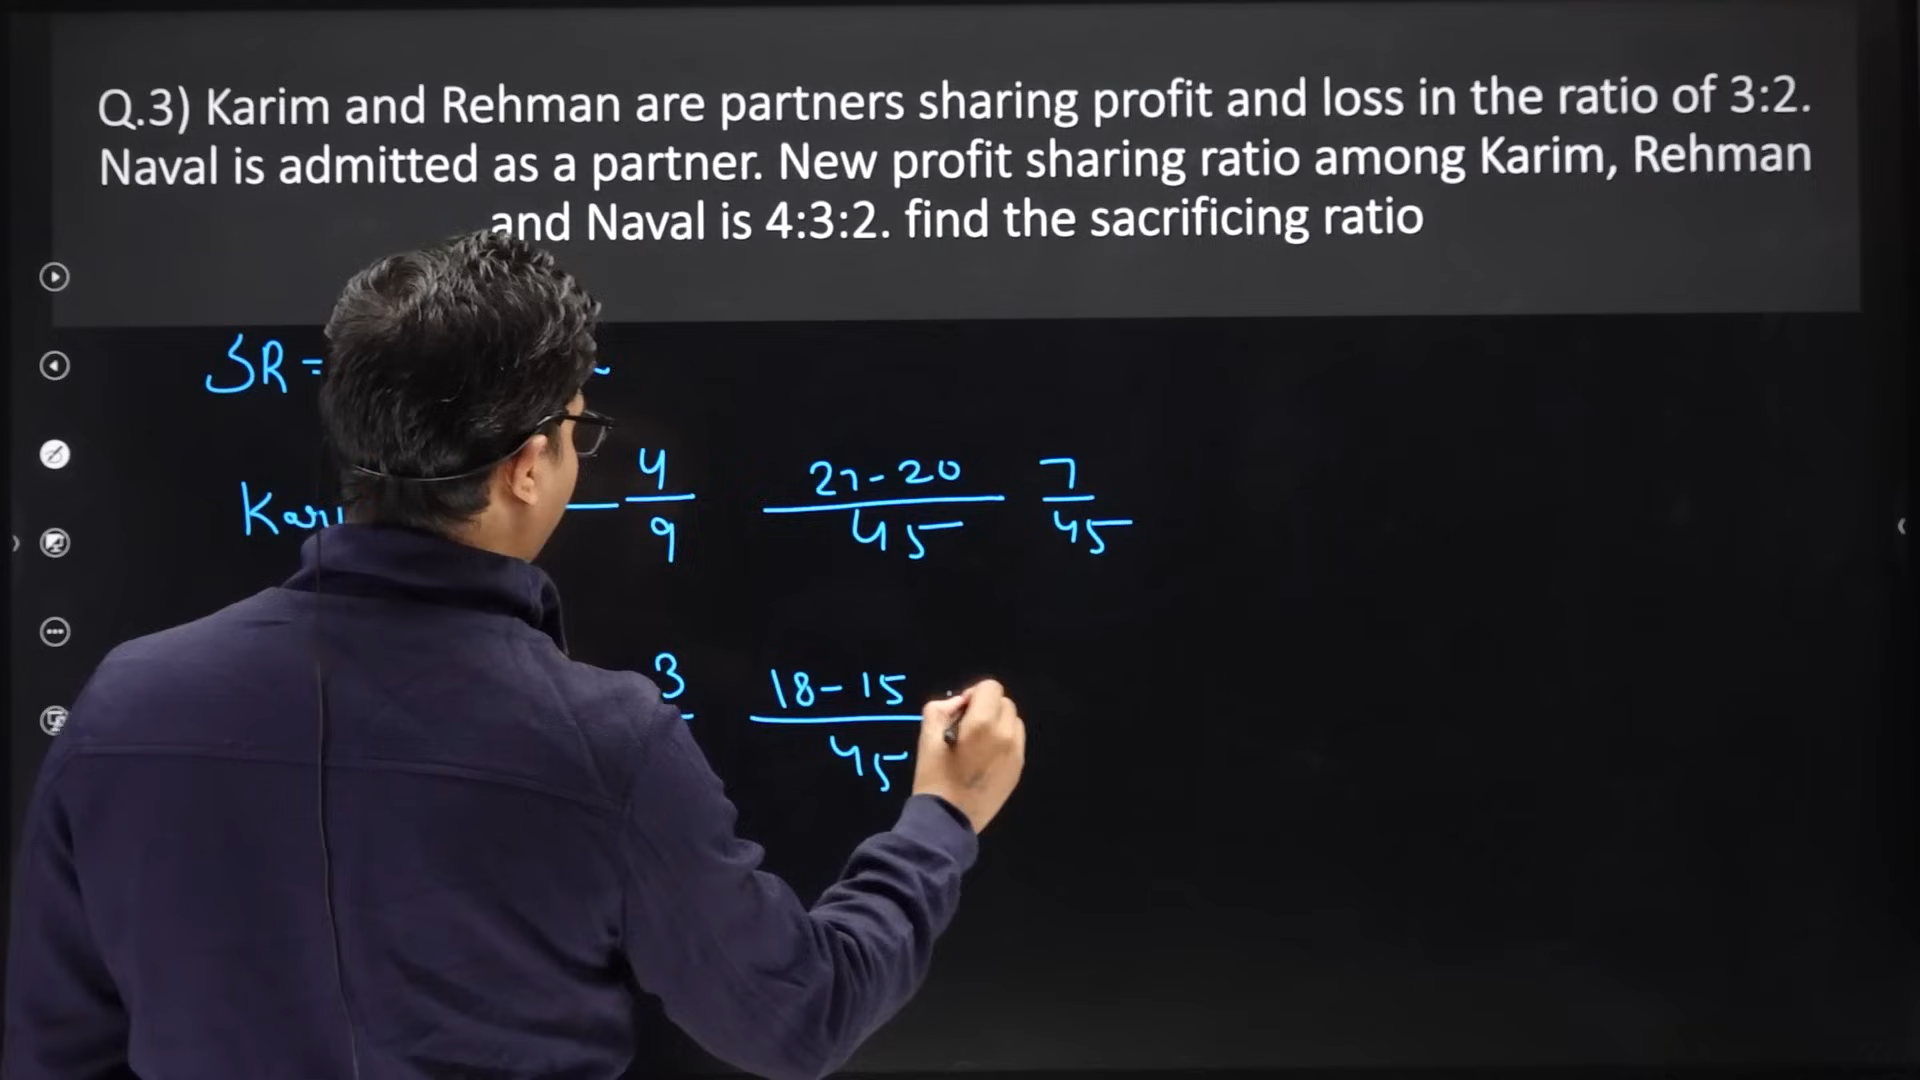 Q.3) Karim and Rehman are partners sharing profit and loss in the ratio of 3:2.
Naval is admitted as a partner. New profit sharing ratio among Karim, Rehman
and Naval is 4:3:2. find the sacrificing ratio
SR =
4/9 27-20/45 7/45
3 18-15/45